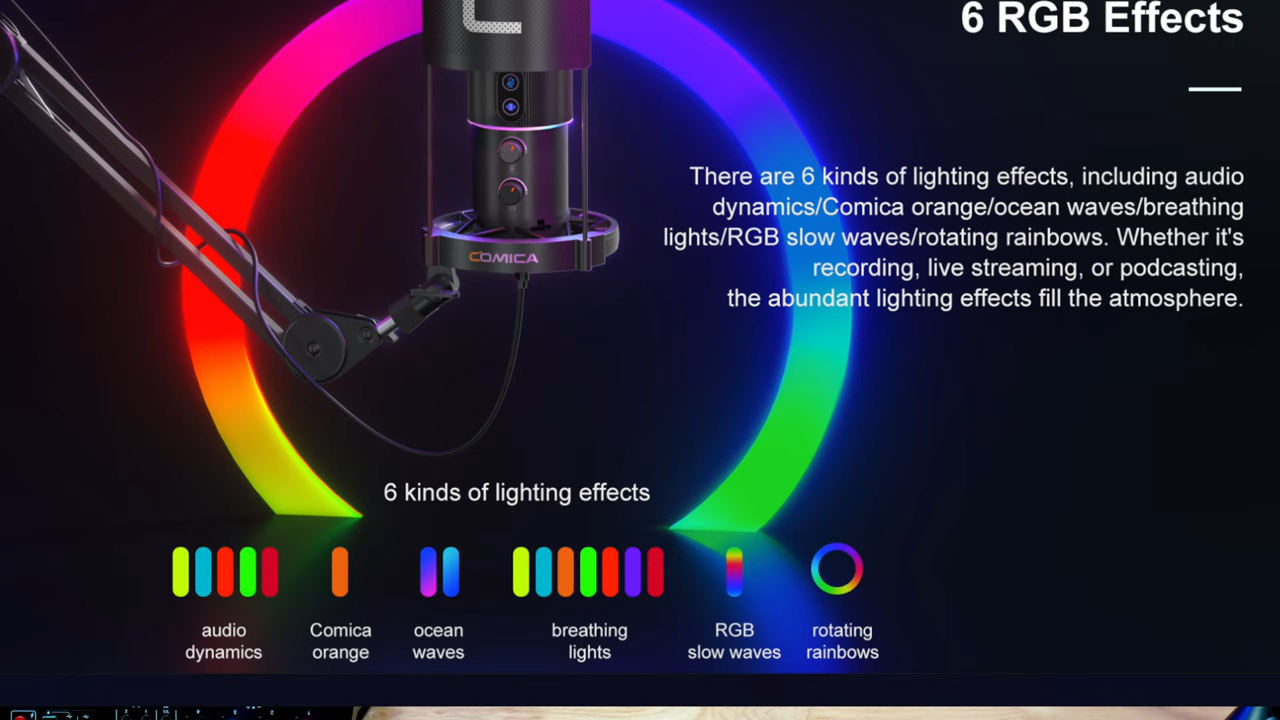 6 RGB Effects
There are 6 kinds of lighting effects, including audio
dynamics/Comica orange/ocean waves/breathing
lights/RGB slow waves/rotating rainbows. Whether it's
recording, live streaming, or podcasting,
the abundant lighting effects fill the atmosphere.
COMICA
6 kinds of lighting effects
audio
dynamics
Comica
orange
ocean
waves
breathing
lights
RGB
slow waves
rotating
rainbows